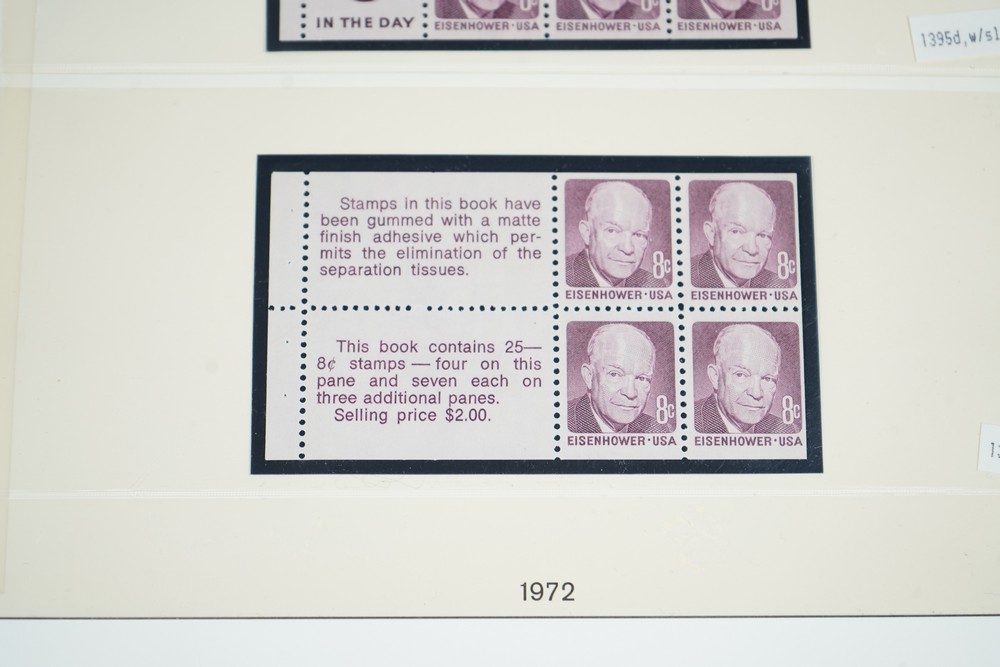 IN THE DAY
EISENHOWER·USA EISENHOWER·USA EISENHOWER·USA
1395d,w/sl
Stamps in this book have
been gummed with a matte
finish adhesive which per-
mits the elimination of the
separation tissues.
8c 8c
EISENHOWER·USA EISENHOWER·USA
This book contains 25—
8¢ stamps — four on this
pane and seven each on
three additional panes.
Selling price $2.00.
8c 8c
EISENHOWER·USA EISENHOWER·USA
1972